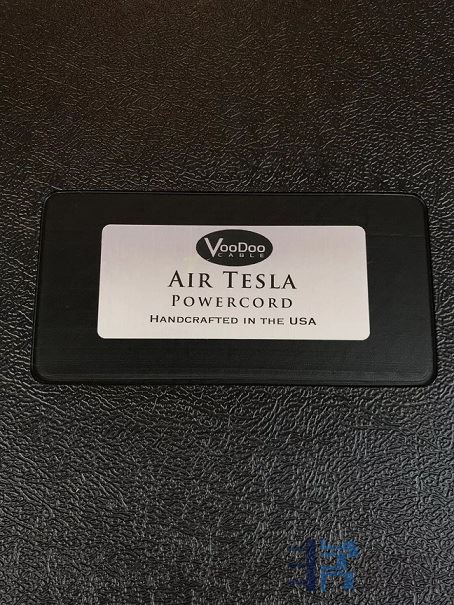 VooDoo
CABLE
AIR TESLA
POWERCORD
HANDCRAFTED IN THE USA